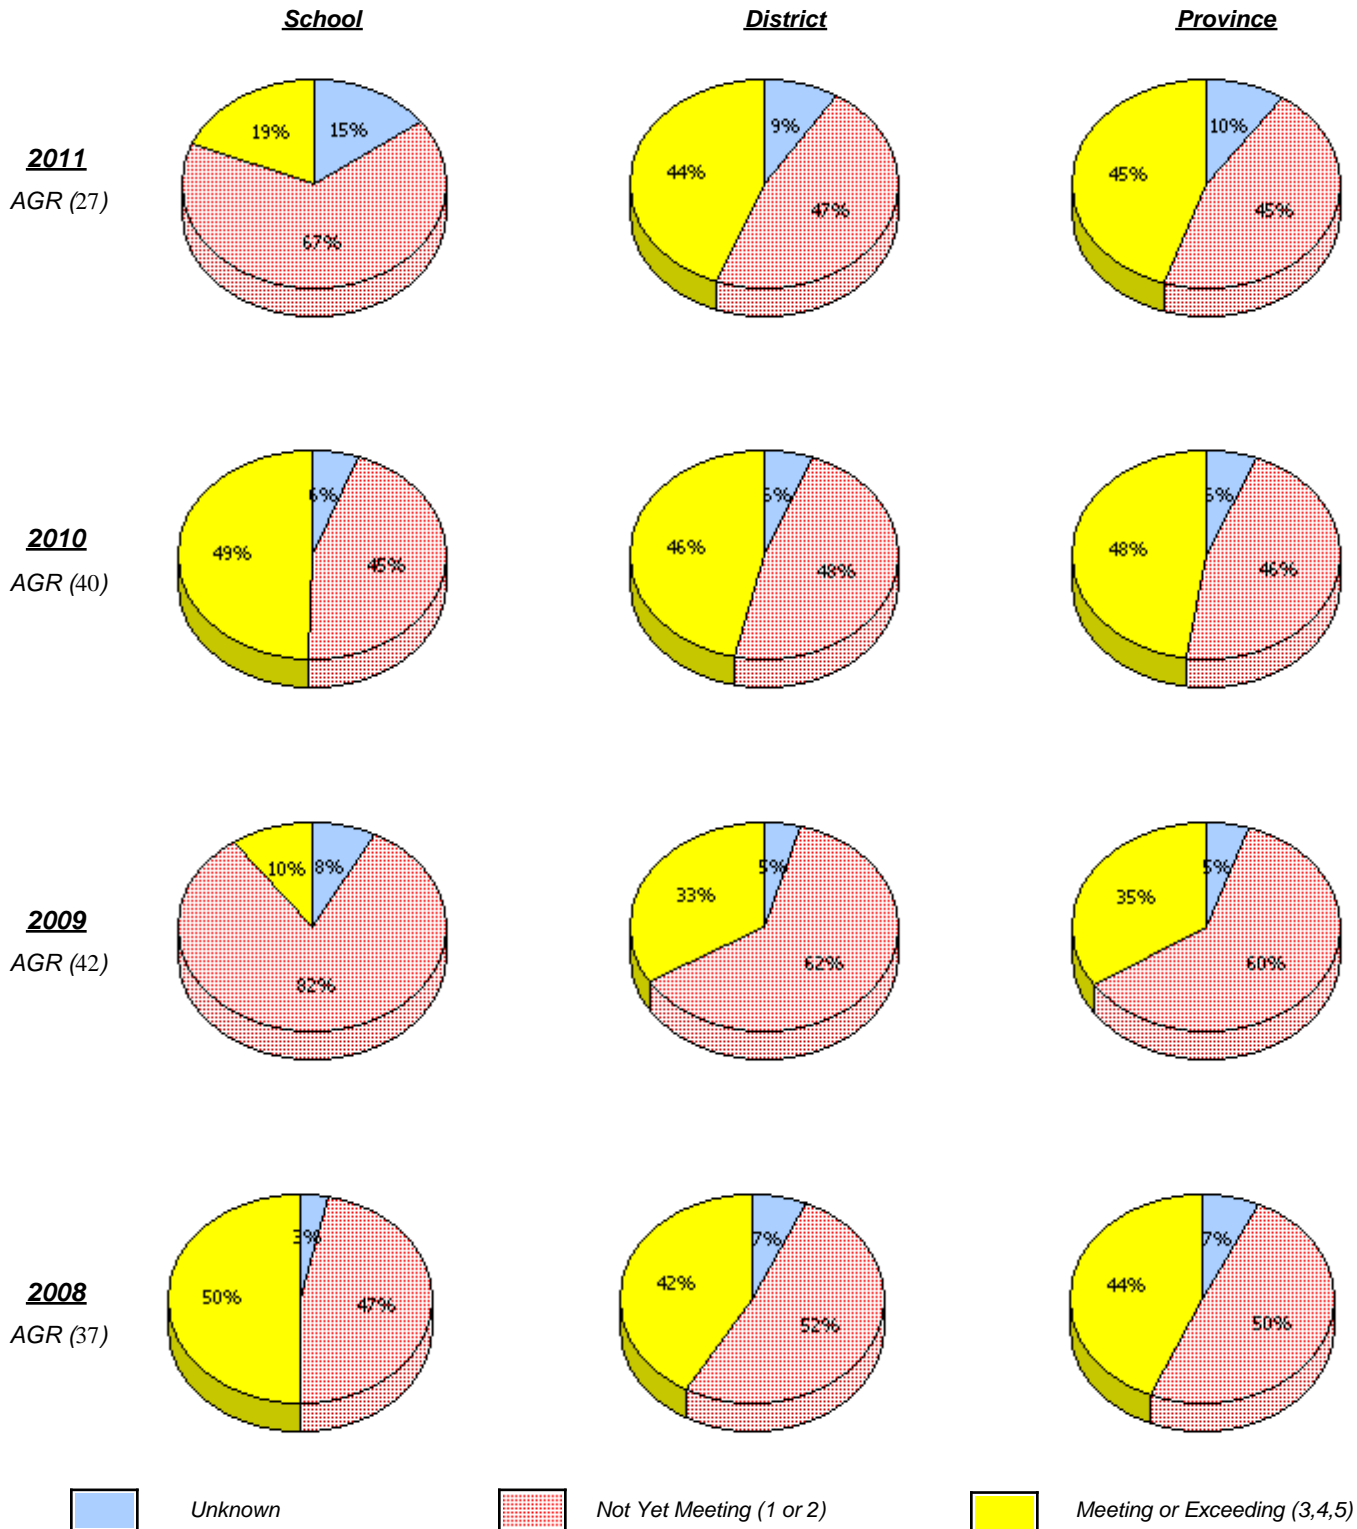 School District Province
19% 15% 9% 44% 47% 10% 45% 45% 67%
2011
AGR (27)
6% 49% 45% 46% 48% 48% 46%
2010
AGR (40)
10% 8% 82% 5% 33% 62% 5% 35% 60%
2009
AGR (42)
3% 50% 47% 7% 42% 52% 7% 44% 50%
2008
AGR (37)
Unknown Not Yet Meeting (1 or 2) Meeting or Exceeding (3,4,5)